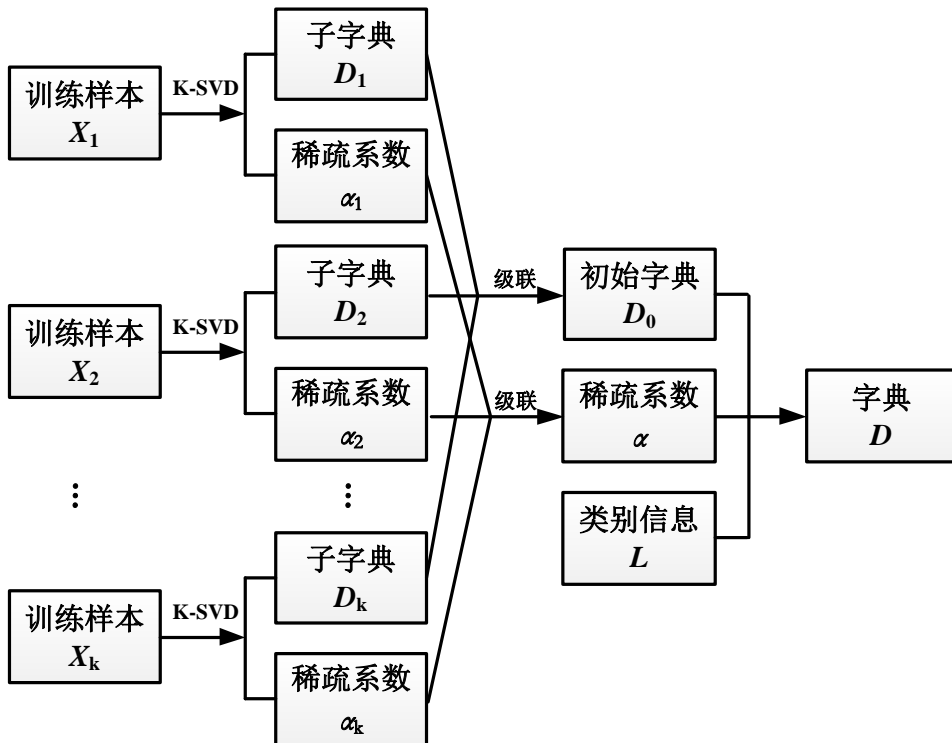 训练样本
X₁
K-SVD
子字典
D₁
稀疏系数
α₁
训练样本
X₂
K-SVD
子字典
D₂
稀疏系数
α₂
⋮
⋮
训练样本
Xₖ
K-SVD
子字典
Dₖ
稀疏系数
αₖ
级联
初始字典
D₀
级联
稀疏系数
α
类别信息
L
字典
D